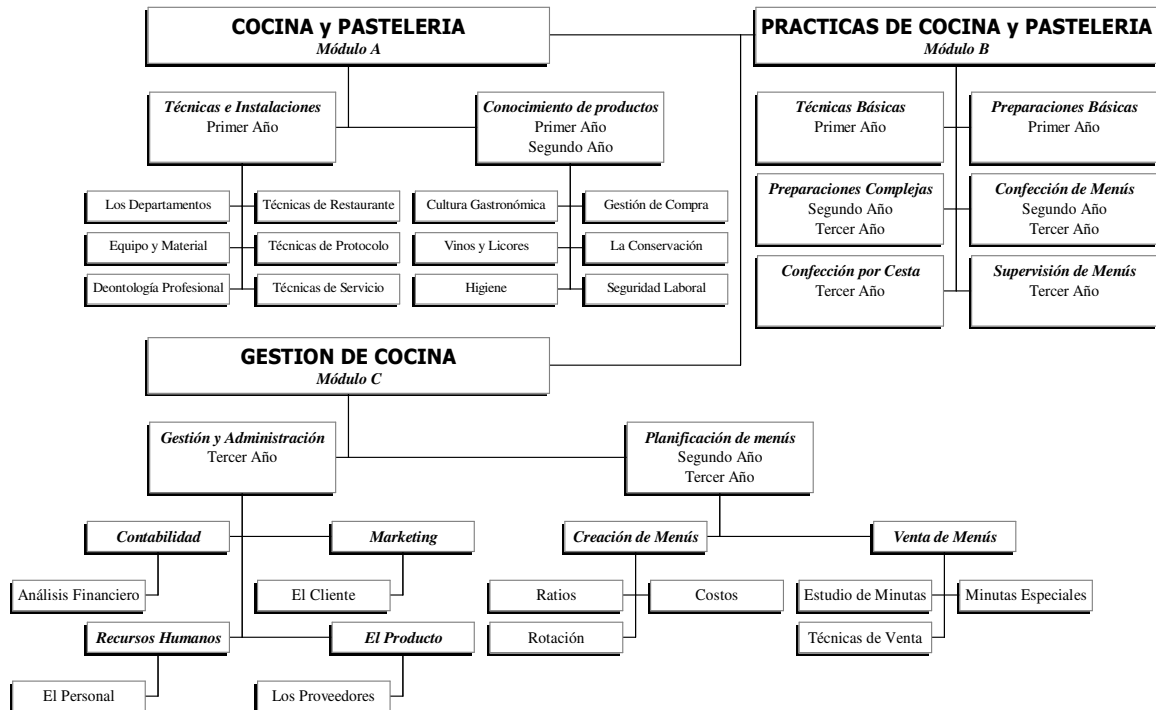 COCINA y PASTELERIA
Módulo A
PRACTICAS DE COCINA y PASTELERIA
Módulo B
Técnicas e Instalaciones
Primer Año
Conocimiento de productos
Primer Año
Segundo Año
Técnicas Básicas
Primer Año
Preparaciones Básicas
Primer Año
Los Departamentos
Técnicas de Restaurante
Cultura Gastronómica
Gestión de Compra
Equipo y Material
Técnicas de Protocolo
Vinos y Licores
La Conservación
Deontología Profesional
Técnicas de Servicio
Higiene
Seguridad Laboral
Preparaciones Complejas
Segundo Año
Tercer Año
Confección de Menús
Segundo Año
Tercer Año
Confección por Cesta
Tercer Año
Supervisión de Menús
Tercer Año
GESTION DE COCINA
Módulo C
Gestión y Administración
Tercer Año
Planificación de menús
Segundo Año
Tercer Año
Contabilidad
Marketing
Creación de Menús
Venta de Menús
Análisis Financiero
El Cliente
Ratios
Costos
Estudio de Minutas
Minutas Especiales
Recursos Humanos
El Producto
Rotación
Técnicas de Venta
El Personal
Los Proveedores